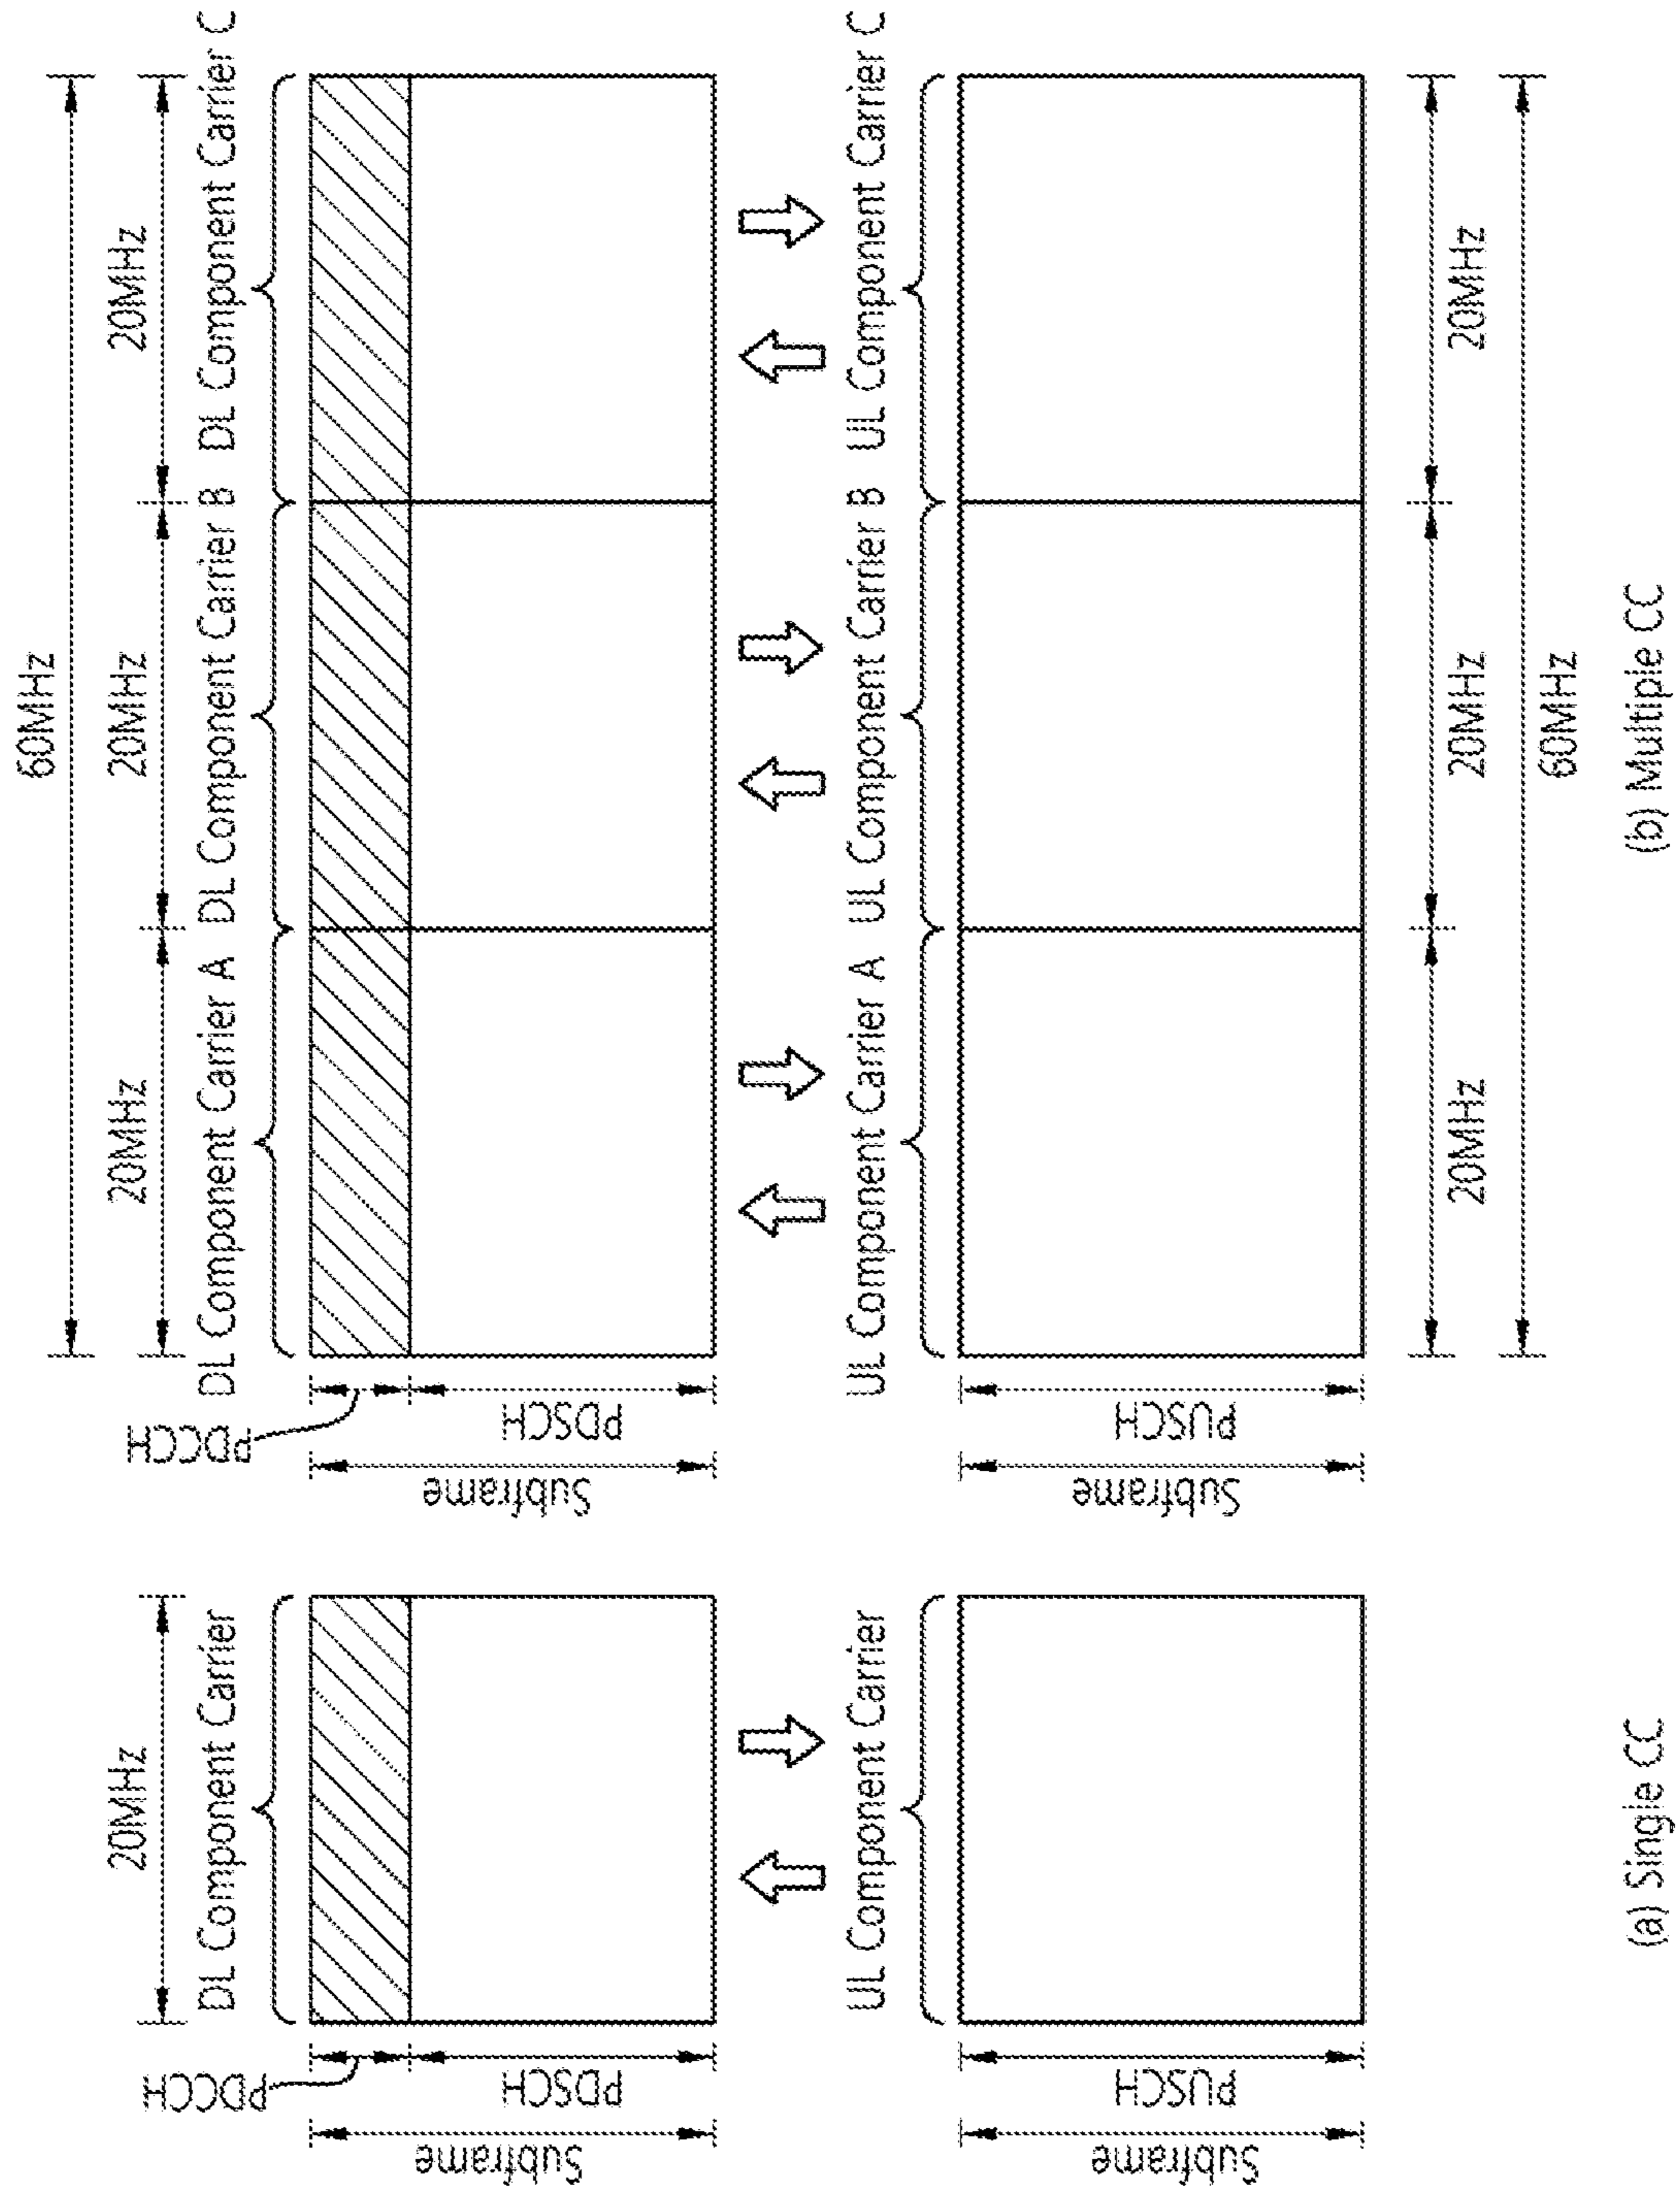 20MHz
DL Component Carrier
PDCCH
PDSCH
Subframe
UL Component Carrier
PUSCH
Subframe
(a) Single CC
60MHz
20MHz 20MHz 20MHz
DL Component Carrier A DL Component Carrier B DL Component Carrier C
PDCCH
PDSCH
Subframe
UL Component Carrier A UL Component Carrier B UL Component Carrier C
PUSCH
Subframe
20MHz 20MHz 20MHz
60MHz
(b) Multiple CC